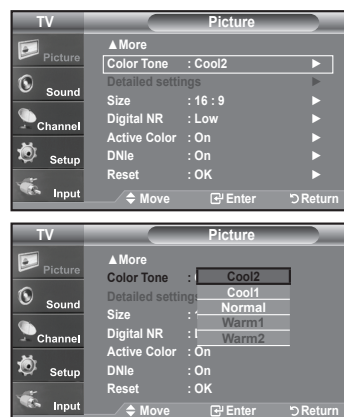 TV Picture
▲More
Picture
Color Tone : Cool2 ►
Detailed settings ►
Sound
Size : 16 : 9 ►
Channel
Digital NR : Low ►
Active Color : On ►
Setup
DNIe : On ►
Reset : OK ►
Input
Move Enter Return
TV Picture
▲More
Picture
Color Tone : Cool2
Detailed settings Cool1
Sound
Size : Normal
Warm1
Channel
Digital NR : L Warm2
Active Color : On
Setup
DNIe : On
Reset : OK
Input
Move Enter Return